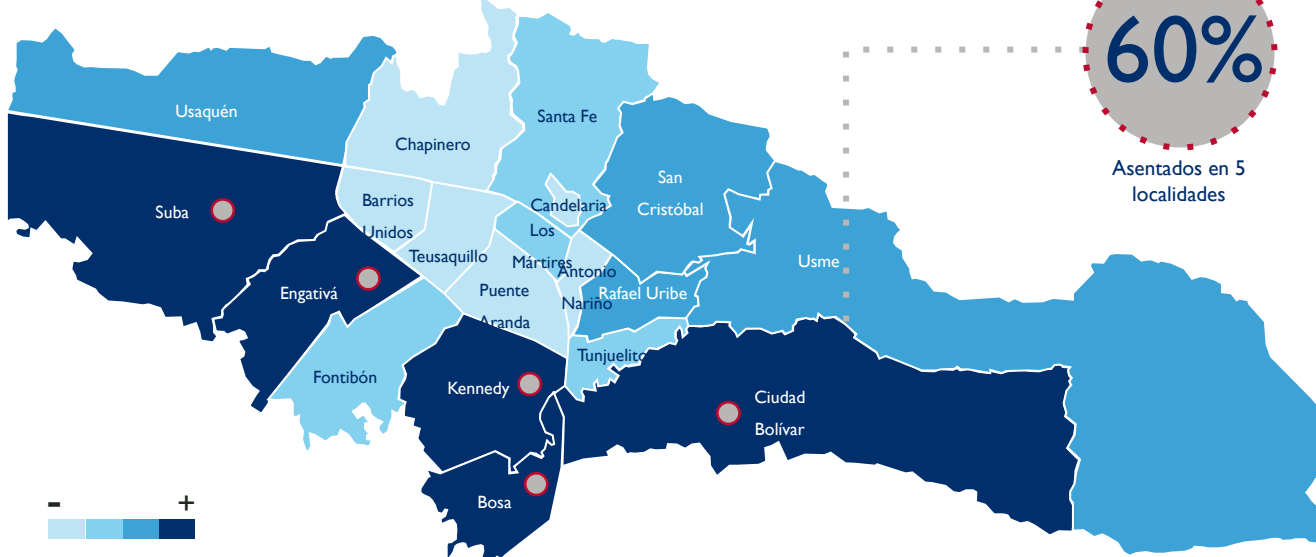 60%
Asentados en 5
localidades
Usaquén
Chapinero
Santa Fe
San
Cristóbal
Suba
Barrios
Unidos
Candelaria
Los
Mártires
Teusaquillo
Antonio
Nariño
Usme
Engativá
Puente
Aranda
Rafael Uribe
Fontibón
Kennedy
Tunjuelito
Ciudad
Bolívar
Bosa
- +